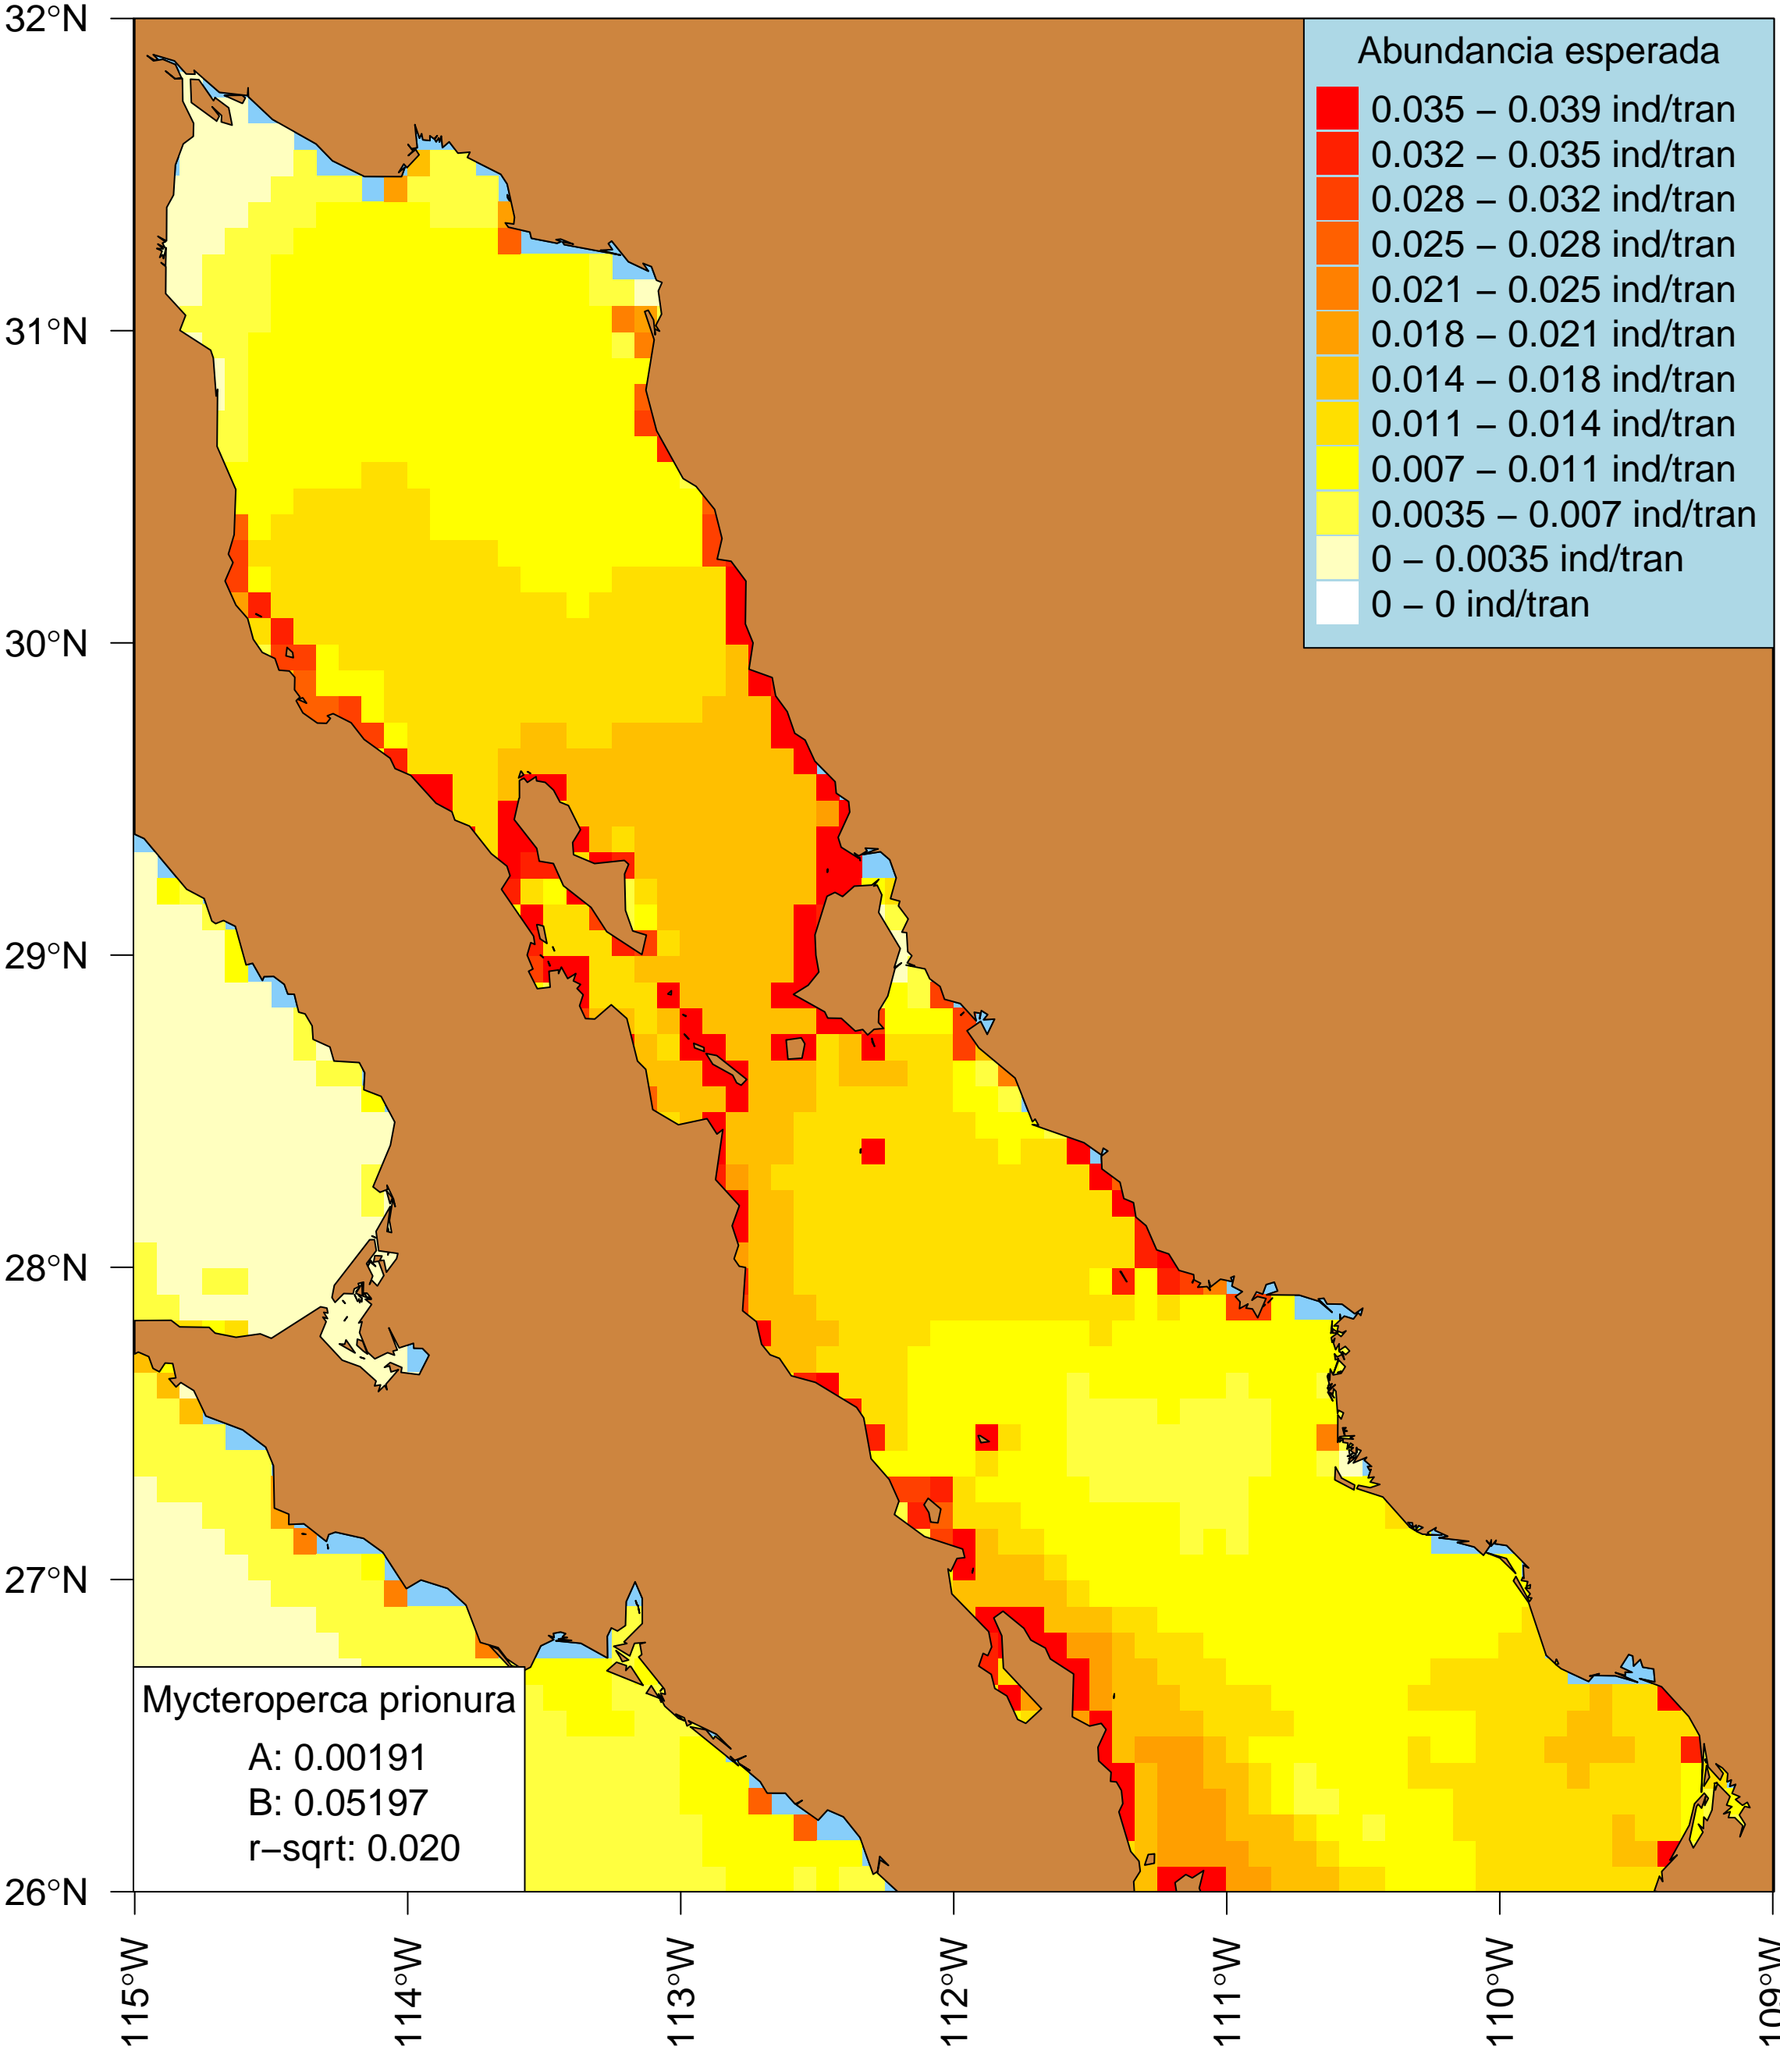 32°N
31°N
30°N
29°N
28°N
27°N
26°N
115°W
114°W
113°W
112°W
111°W
110°W
109°W
Abundancia esperada
0.035 – 0.039 ind/tran
0.032 – 0.035 ind/tran
0.028 – 0.032 ind/tran
0.025 – 0.028 ind/tran
0.021 – 0.025 ind/tran
0.018 – 0.021 ind/tran
0.014 – 0.018 ind/tran
0.011 – 0.014 ind/tran
0.007 – 0.011 ind/tran
0.0035 – 0.007 ind/tran
0 – 0.0035 ind/tran
0 – 0 ind/tran
Mycteroperca prionura
A: 0.00191
B: 0.05197
r–sqrt: 0.020